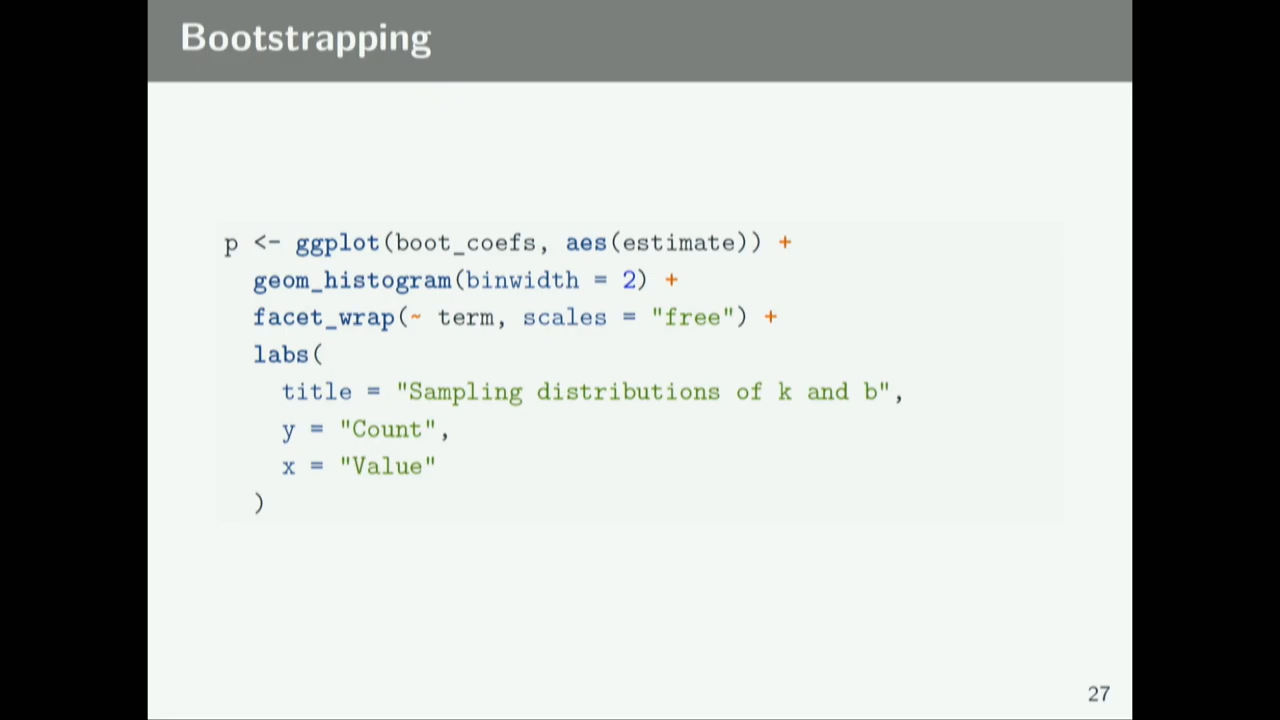 Bootstrapping
p <- ggplot(boot_coefs, aes(estimate)) +
  geom_histogram(binwidth = 2) +
  facet_wrap(~ term, scales = "free") +
  labs(
    title = "Sampling distributions of k and b",
    y = "Count",
    x = "Value"
  )
27